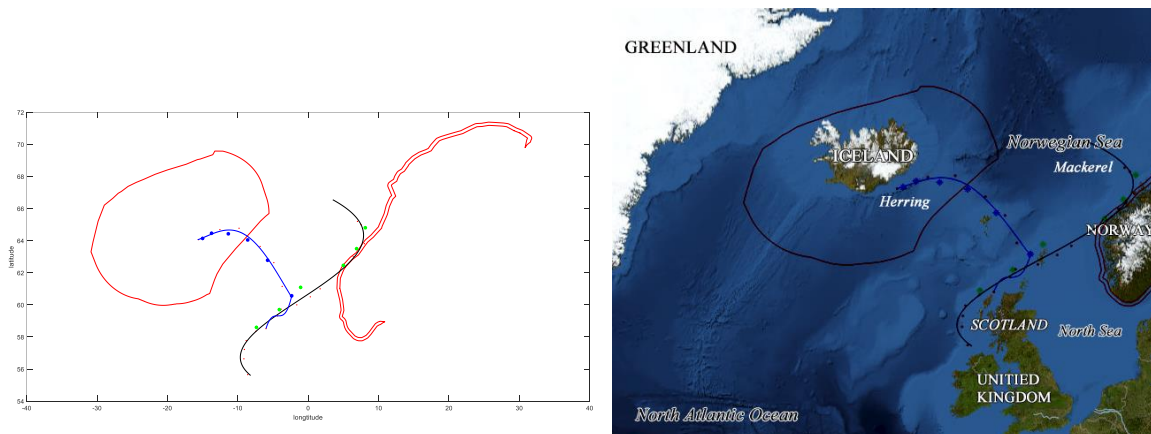 72
70
68
66
64
62
60
58
56
54
-40
-30
-20
-10
0
10
20
30
40
latitude
longtitude
GREENLAND
ICELAND
Norwegian Sea
Mackerel
Herring
NORWAY
SCOTLAND
North Sea
UNITIED
KINGDOM
North Atlantic Ocean